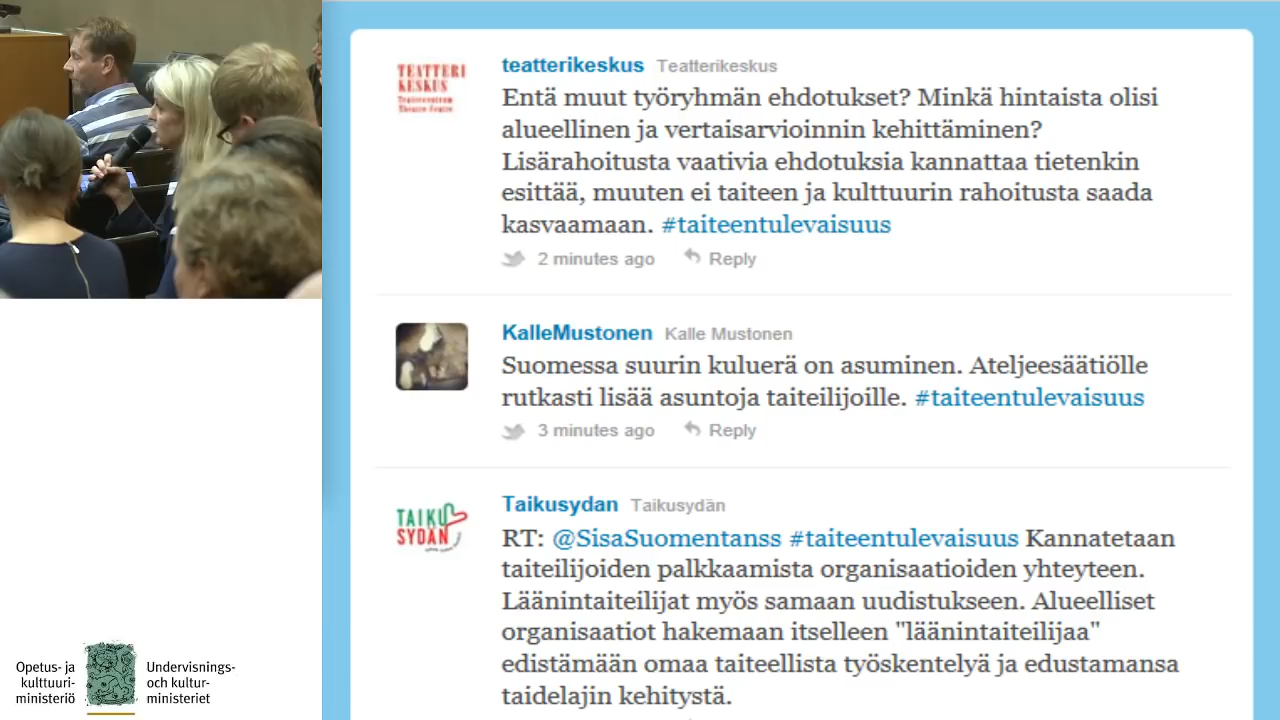 TEATTERI
KESKUS
Teatercentrum
Theatre Centre
teatterikeskus Teatterikeskus
Entä muut työryhmän ehdotukset? Minkä hintaista olisi
alueellinen ja vertaisarvioinnin kehittäminen?
Lisärahoitusta vaativia ehdotuksia kannattaa tietenkin
esittää, muuten ei taiteen ja kulttuurin rahoitusta saada
kasvaamaan. #taiteentulevaisuus
2 minutes ago Reply
KalleMustonen Kalle Mustonen
Suomessa suurin kuluerä on asuminen. Ateljeesäätiölle
rutkasti lisää asuntoja taiteilijoille. #taiteentulevaisuus
3 minutes ago Reply
TAIKU
SYDÄN
Taikusydan Taikusydän
RT: @SisaSuomentanss #taiteentulevaisuus Kannatetaan
taiteilijoiden palkkaamista organisaatioiden yhteyteen.
Läänintaiteilijat myös samaan uudistukseen. Alueelliset
organisaatiot hakemaan itselleen "läänintaiteilijaa"
edistämään omaa taiteellista työskentelyä ja edustamansa
taidelajin kehitystä.
Opetus- ja
kulttuuri-
ministeriö
Undervisnings-
och kultur-
ministeriet